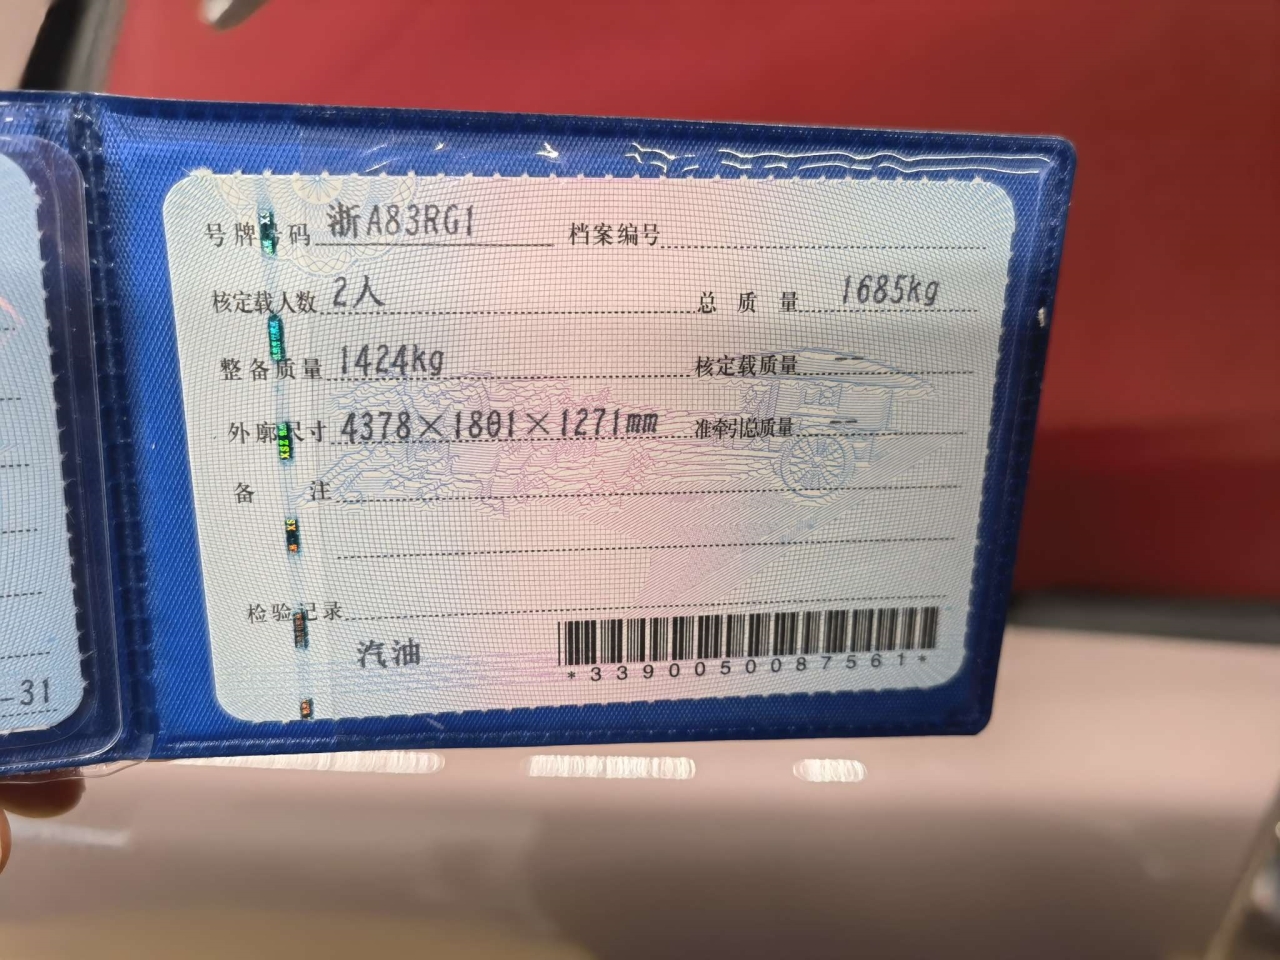 号牌号码 浙A83RG1 档案编号
核定载人数 2人 总质量 1685kg
整备质量 1424kg 核定载质量 --
外廓尺寸 4378×1801×1271mm 准牵引总质量 --
备注
检验记录
汽油
*3390050087561*
-31